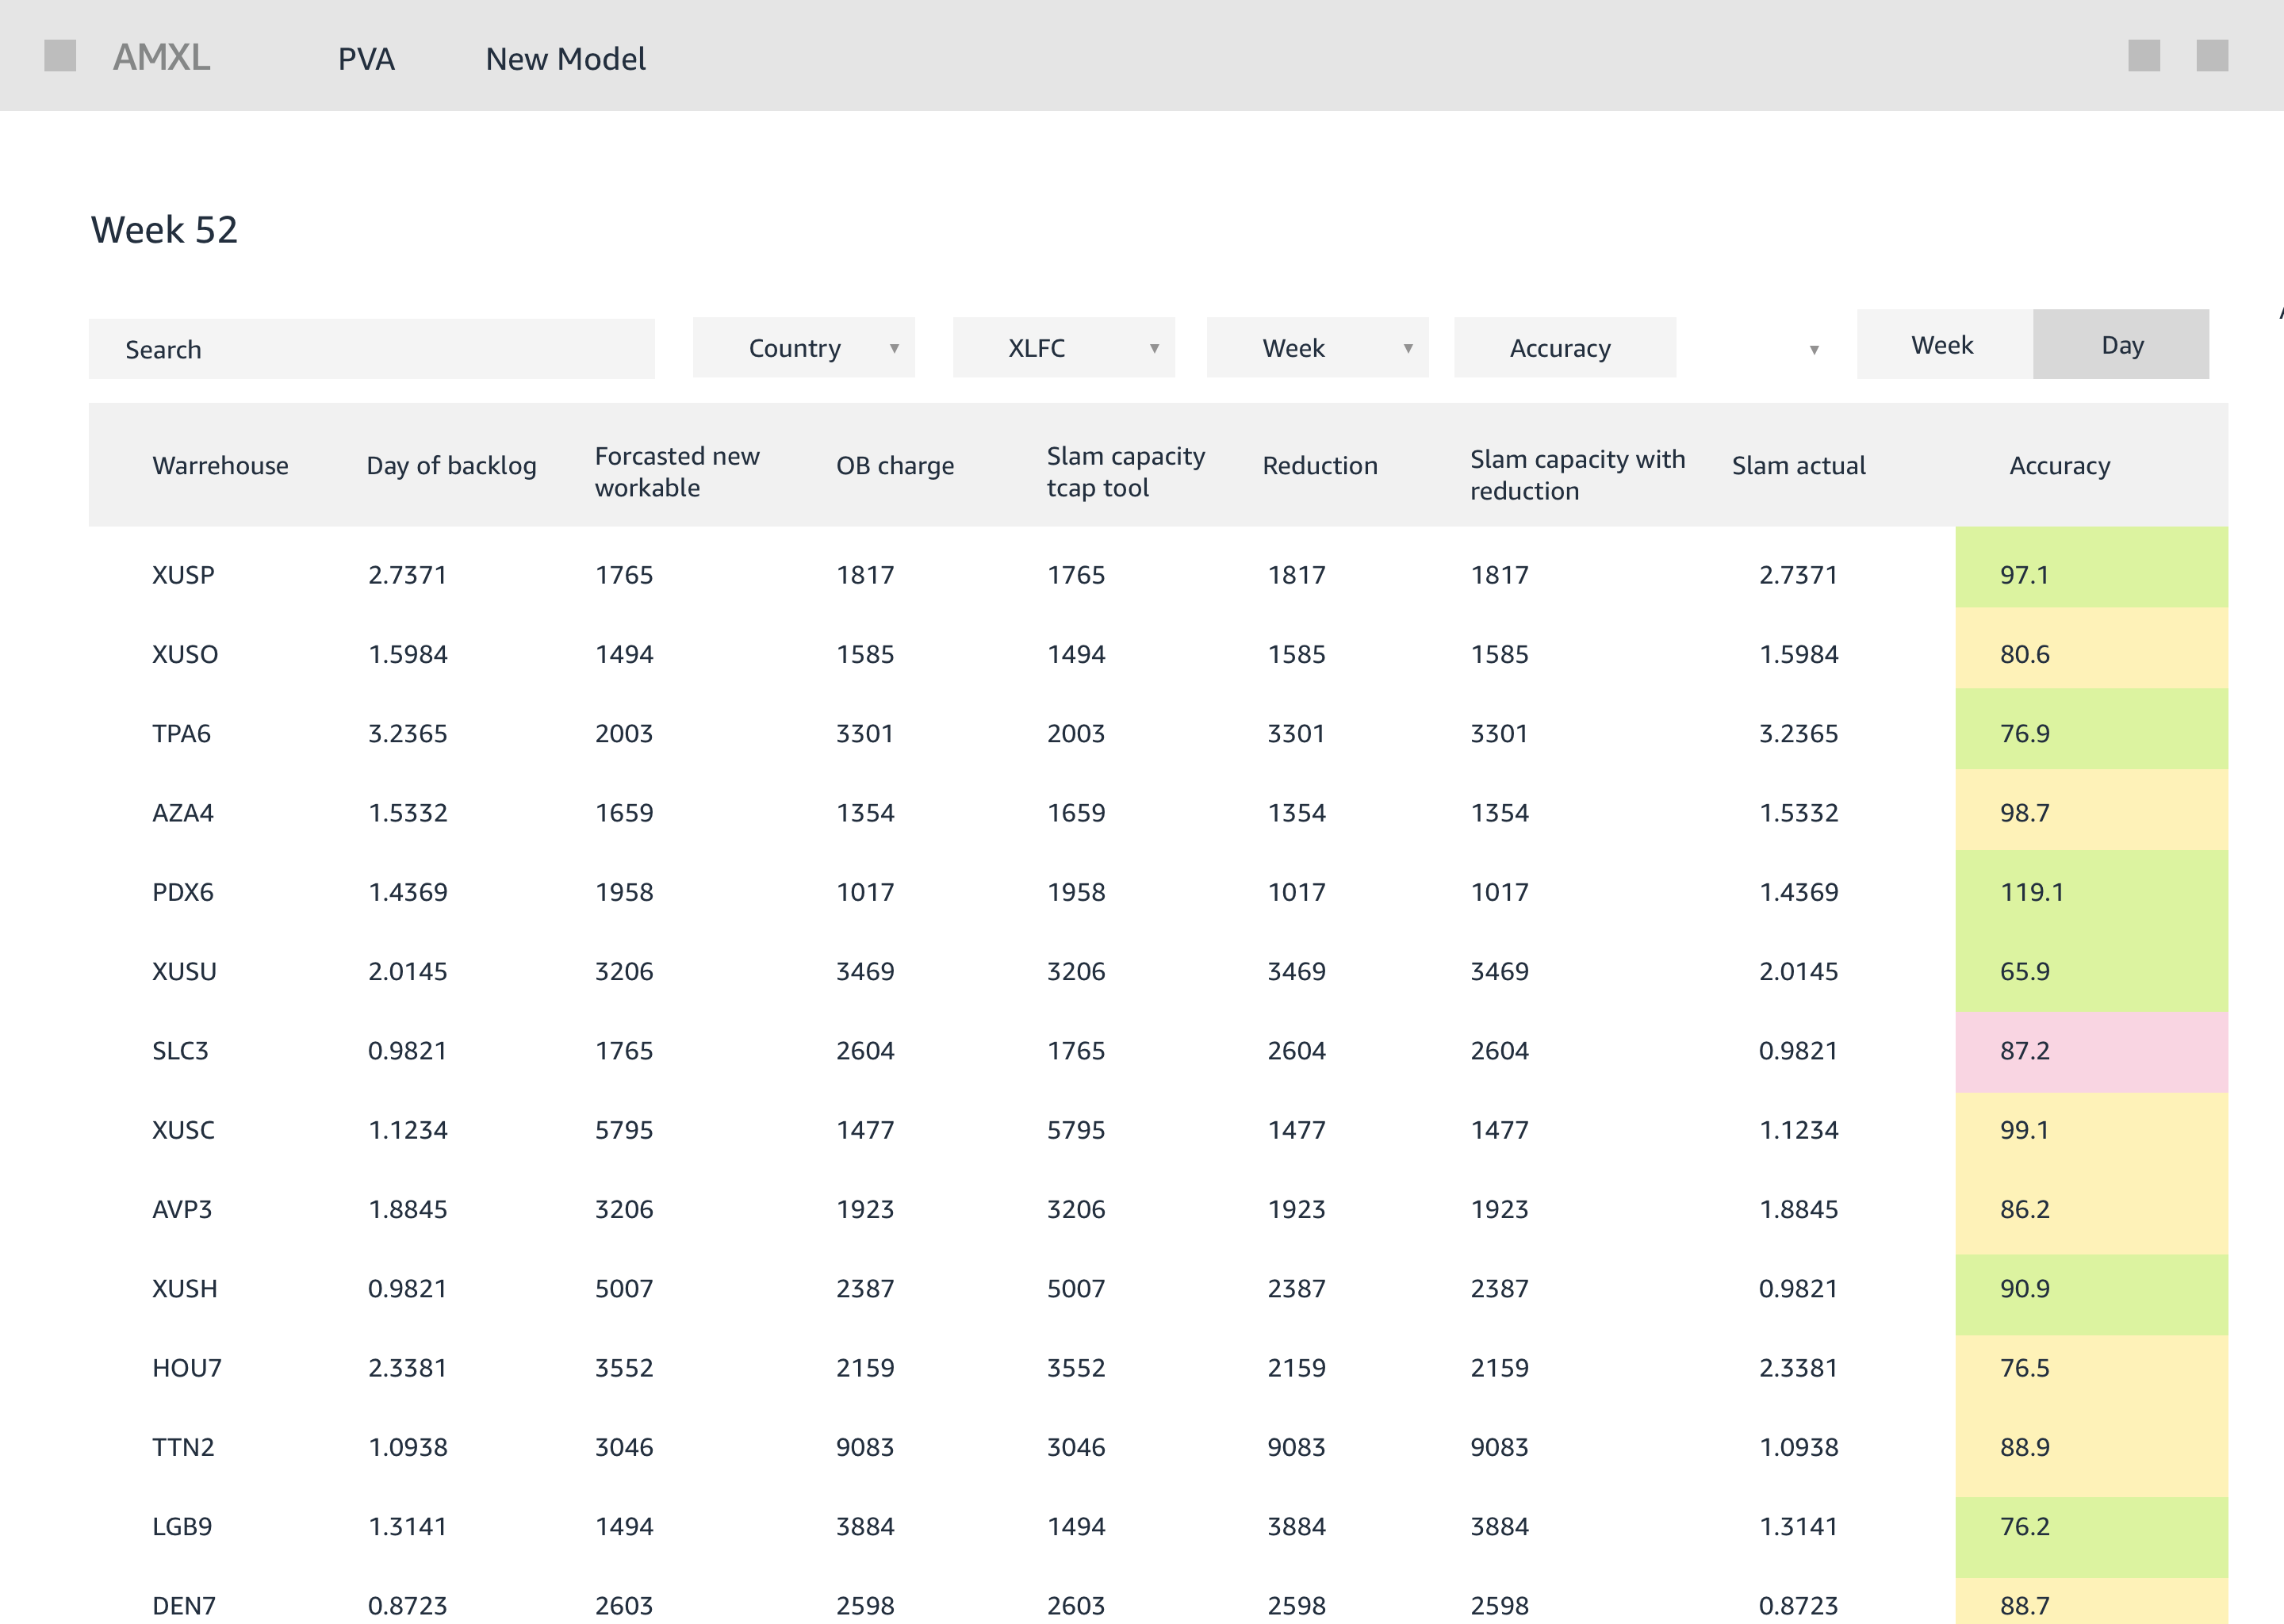 AMXL PVA New Model
Week 52
Search Country XLFC Week Accuracy Week Day
Warrehouse Day of backlog Forcasted new workable OB charge Slam capacity tcap tool Reduction Slam capacity with reduction Slam actual Accuracy
XUSP 2.7371 1765 1817 1765 1817 1817 2.7371 97.1
XUSO 1.5984 1494 1585 1494 1585 1585 1.5984 80.6
TPA6 3.2365 2003 3301 2003 3301 3301 3.2365 76.9
AZA4 1.5332 1659 1354 1659 1354 1354 1.5332 98.7
PDX6 1.4369 1958 1017 1958 1017 1017 1.4369 119.1
XUSU 2.0145 3206 3469 3206 3469 3469 2.0145 65.9
SLC3 0.9821 1765 2604 1765 2604 2604 0.9821 87.2
XUSC 1.1234 5795 1477 5795 1477 1477 1.1234 99.1
AVP3 1.8845 3206 1923 3206 1923 1923 1.8845 86.2
XUSH 0.9821 5007 2387 5007 2387 2387 0.9821 90.9
HOU7 2.3381 3552 2159 3552 2159 2159 2.3381 76.5
TTN2 1.0938 3046 9083 3046 9083 9083 1.0938 88.9
LGB9 1.3141 1494 3884 1494 3884 3884 1.3141 76.2
DEN7 0.8723 2603 2598 2603 2598 2598 0.8723 88.7